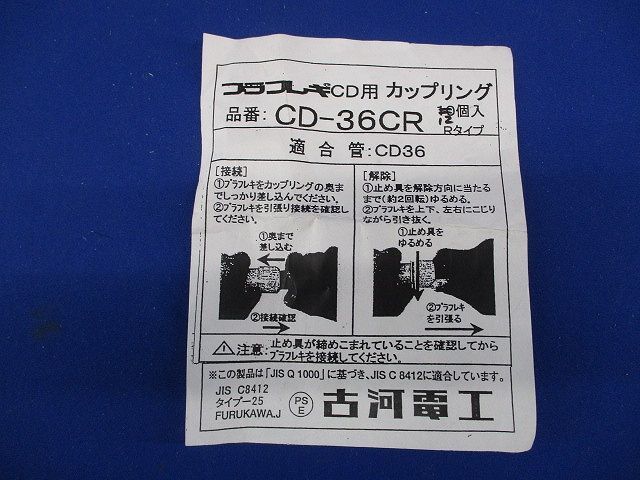 プラフレキCD用 カップリング
品番: CD-36CR 個入
Rタイプ
適合管:CD36
[接続]
①プラフレキをカップリングの奥ま
でしっかり差し込んでください。
②プラフレキを引張り接続を確認し
てください。
①奥まで
差し込む
②接続確認
[解除]
①止め具を解除方向に当たる
まで(約2回転)ゆるめる。
②プラフレキを上下、左右にこじり
ながら引き抜く。
①止め具を
ゆるめる
②プラフレキ
を引張る
注意: 止め具が締めこまれていることを確認してから
プラフレキを接続してください。
※この製品は「JIS Q 1000」に基づき、JIS C 8412に適合しています。
JIS C8412
タイプー25
FURUKAWA.J
PS
E
古河電工